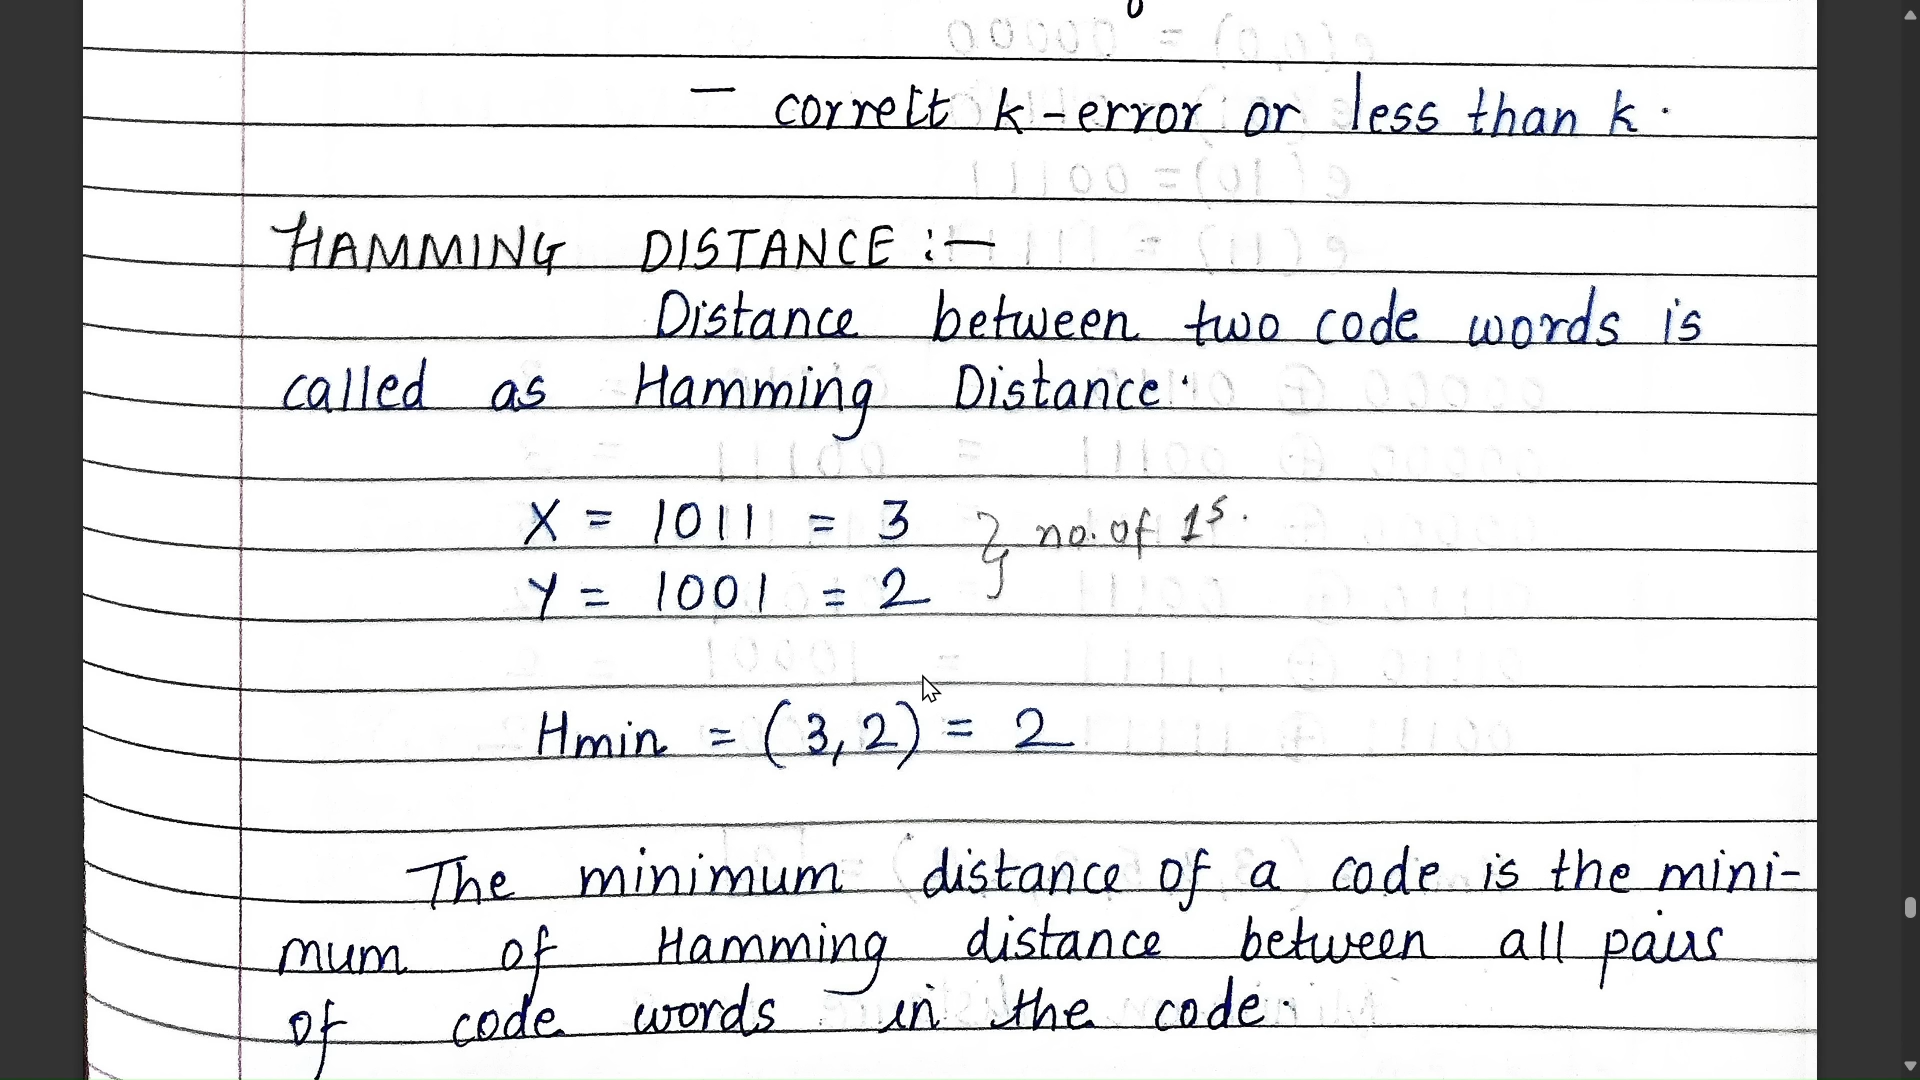 - correct k-error or less than k.
HAMMING DISTANCE :-
Distance between two code words is
called as Hamming Distance.
X = 1011 = 3 } no. of 1s.
Y = 1001 = 2
Hmin = (3,2) = 2
The minimum distance of a code is the mini-
mum of Hamming distance between all pairs
of code words in the code.